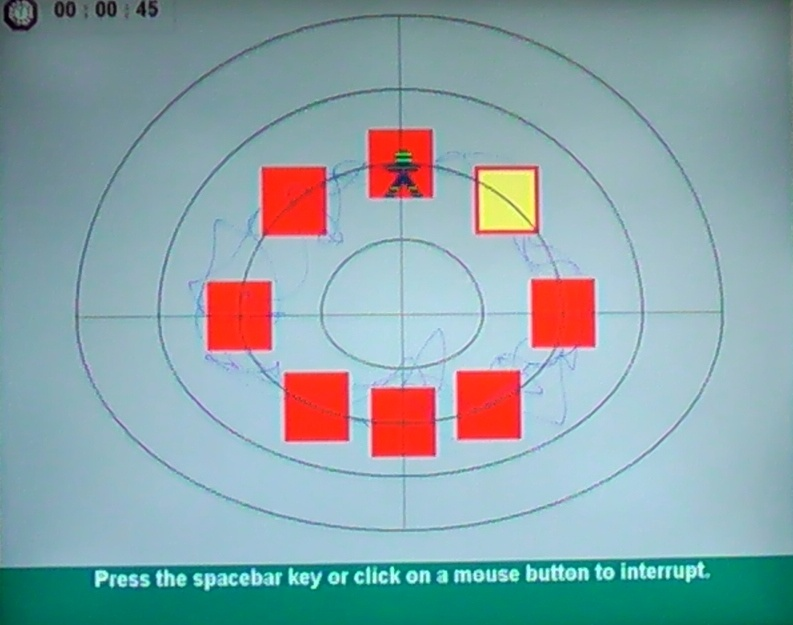 00 : 00 : 45
Press the spacebar key or click on a mouse button to interrupt.